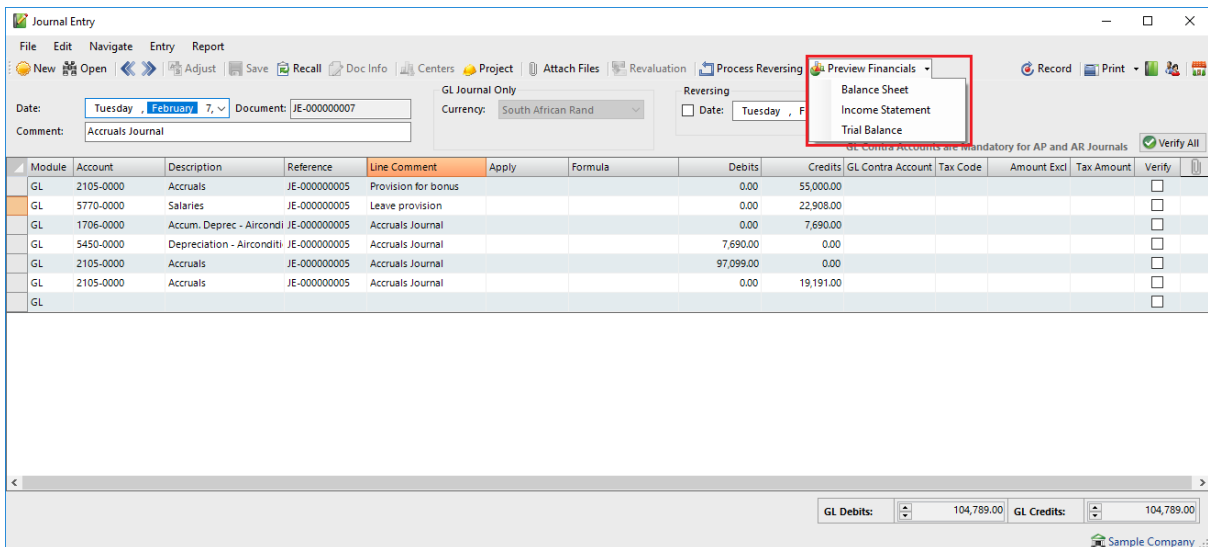 Journal Entry
File Edit Navigate Entry Report
New Open Adjust Save Recall Doc Info Centers Project Attach Files Revaluation Process Reversing Preview Financials Record Print
Balance Sheet
Income Statement
Trial Balance
GL Journal Only
Reversing
Date: Tuesday , February 7, Document: JE-000000007 Currency: South African Rand Date: Tuesday , F
Comment: Accruals Journal
GL Contra Accounts are Mandatory for AP and AR Journals Verify All
Module Account Description Reference Line Comment Apply Formula Debits Credits GL Contra Account Tax Code Amount Excl Tax Amount Verify
GL 2105-0000 Accruals JE-000000005 Provision for bonus 0.00 55,000.00
GL 5770-0000 Salaries JE-000000005 Leave provision 0.00 22,908.00
GL 1706-0000 Accum. Deprec - Aircondi JE-000000005 Accruals Journal 0.00 7,690.00
GL 5450-0000 Depreciation - Airconditi JE-000000005 Accruals Journal 7,690.00 0.00
GL 2105-0000 Accruals JE-000000005 Accruals Journal 97,099.00 0.00
GL 2105-0000 Accruals JE-000000005 Accruals Journal 0.00 19,191.00
GL
GL Debits: 104,789.00 GL Credits: 104,789.00
Sample Company